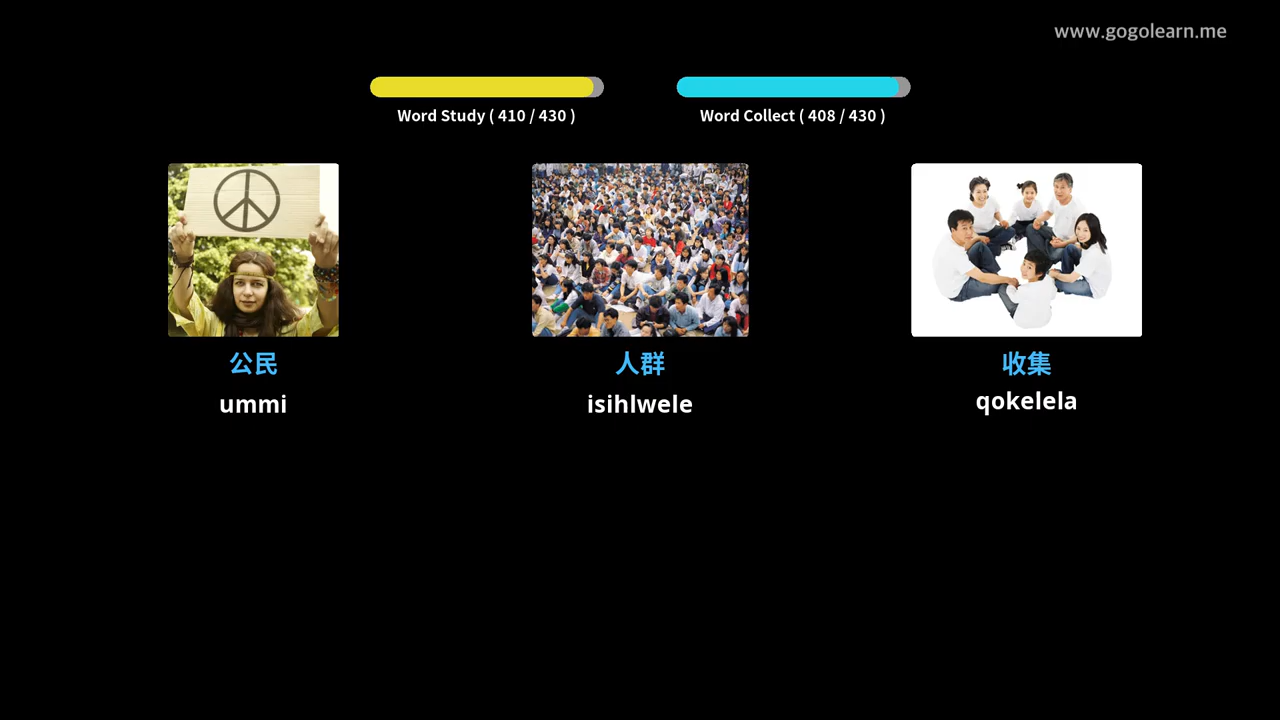 www.gogolearn.me
Word Study ( 410 / 430 )
Word Collect ( 408 / 430 )
公民
人群
收集
ummi
isihlwele
qokelela